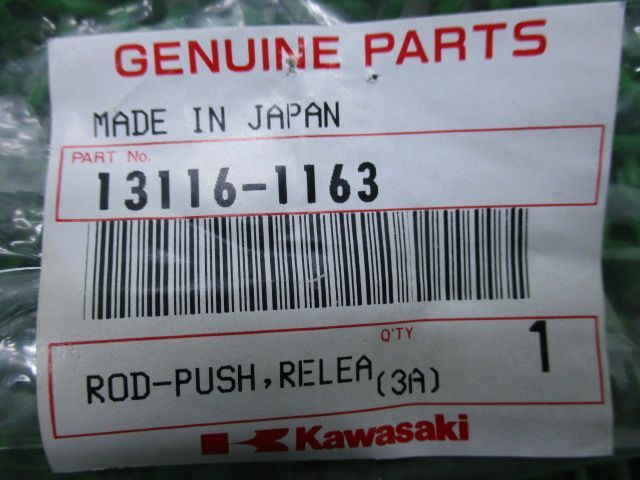 GENUINE PARTS
MADE IN JAPAN
PART No.
13116-1163
Q'TY
1
ROD-PUSH,RELEA(3A)
Kawasaki